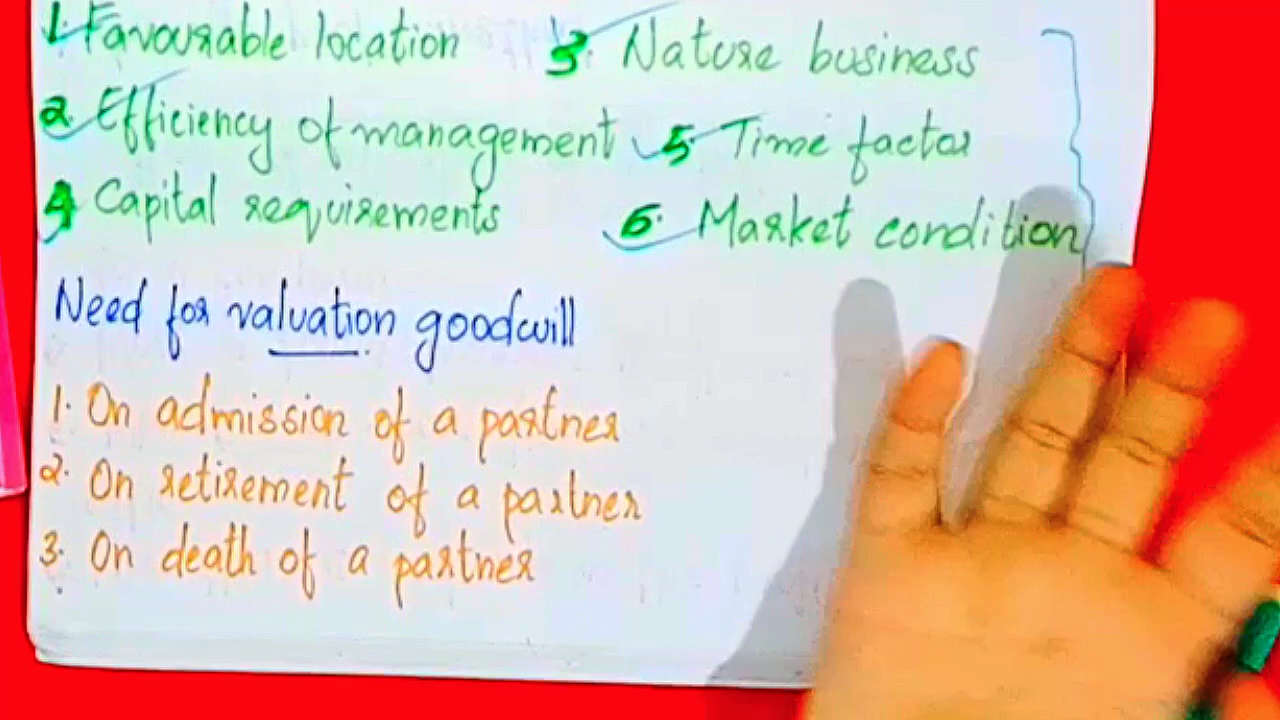 1. Favourable location 3. Nature business
2. Efficiency of management 5. Time factor
4 Capital requirements 6. Market condition
Need for valuation goodwill
1. On admission of a partner
2. On retirement of a partner
3. On death of a partner